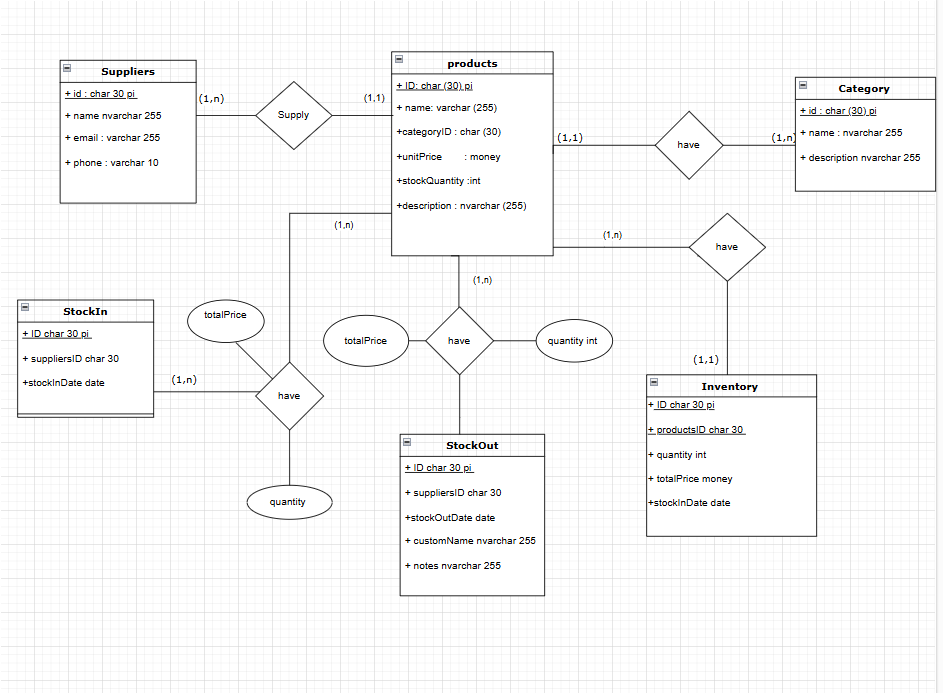 Suppliers
+ id : char 30 pi
+ name nvarchar 255
+ email : varchar 255
+ phone : varchar 10
(1,n)
Supply
(1,1)
products
+ ID: char (30) pi
+ name: varchar (255)
+categoryID : char (30)
+unitPrice : money
+stockQuantity :int
+description : nvarchar (255)
(1,1)
have
(1,n)
Category
+ id : char (30) pi
+ name : nvarchar 255
+ description nvarchar 255
(1,n)
(1,n)
have
(1,n)
StockIn
+ ID char 30 pi
+ suppliersID char 30
+stockInDate date
(1,n)
totalPrice
have
quantity
totalPrice
have
quantity int
StockOut
+ ID char 30 pi
+ suppliersID char 30
+stockOutDate date
+ customName nvarchar 255
+ notes nvarchar 255
(1,1)
Inventory
+ ID char 30 pi
+ productsID char 30
+ quantity int
+ totalPrice money
+stockInDate date